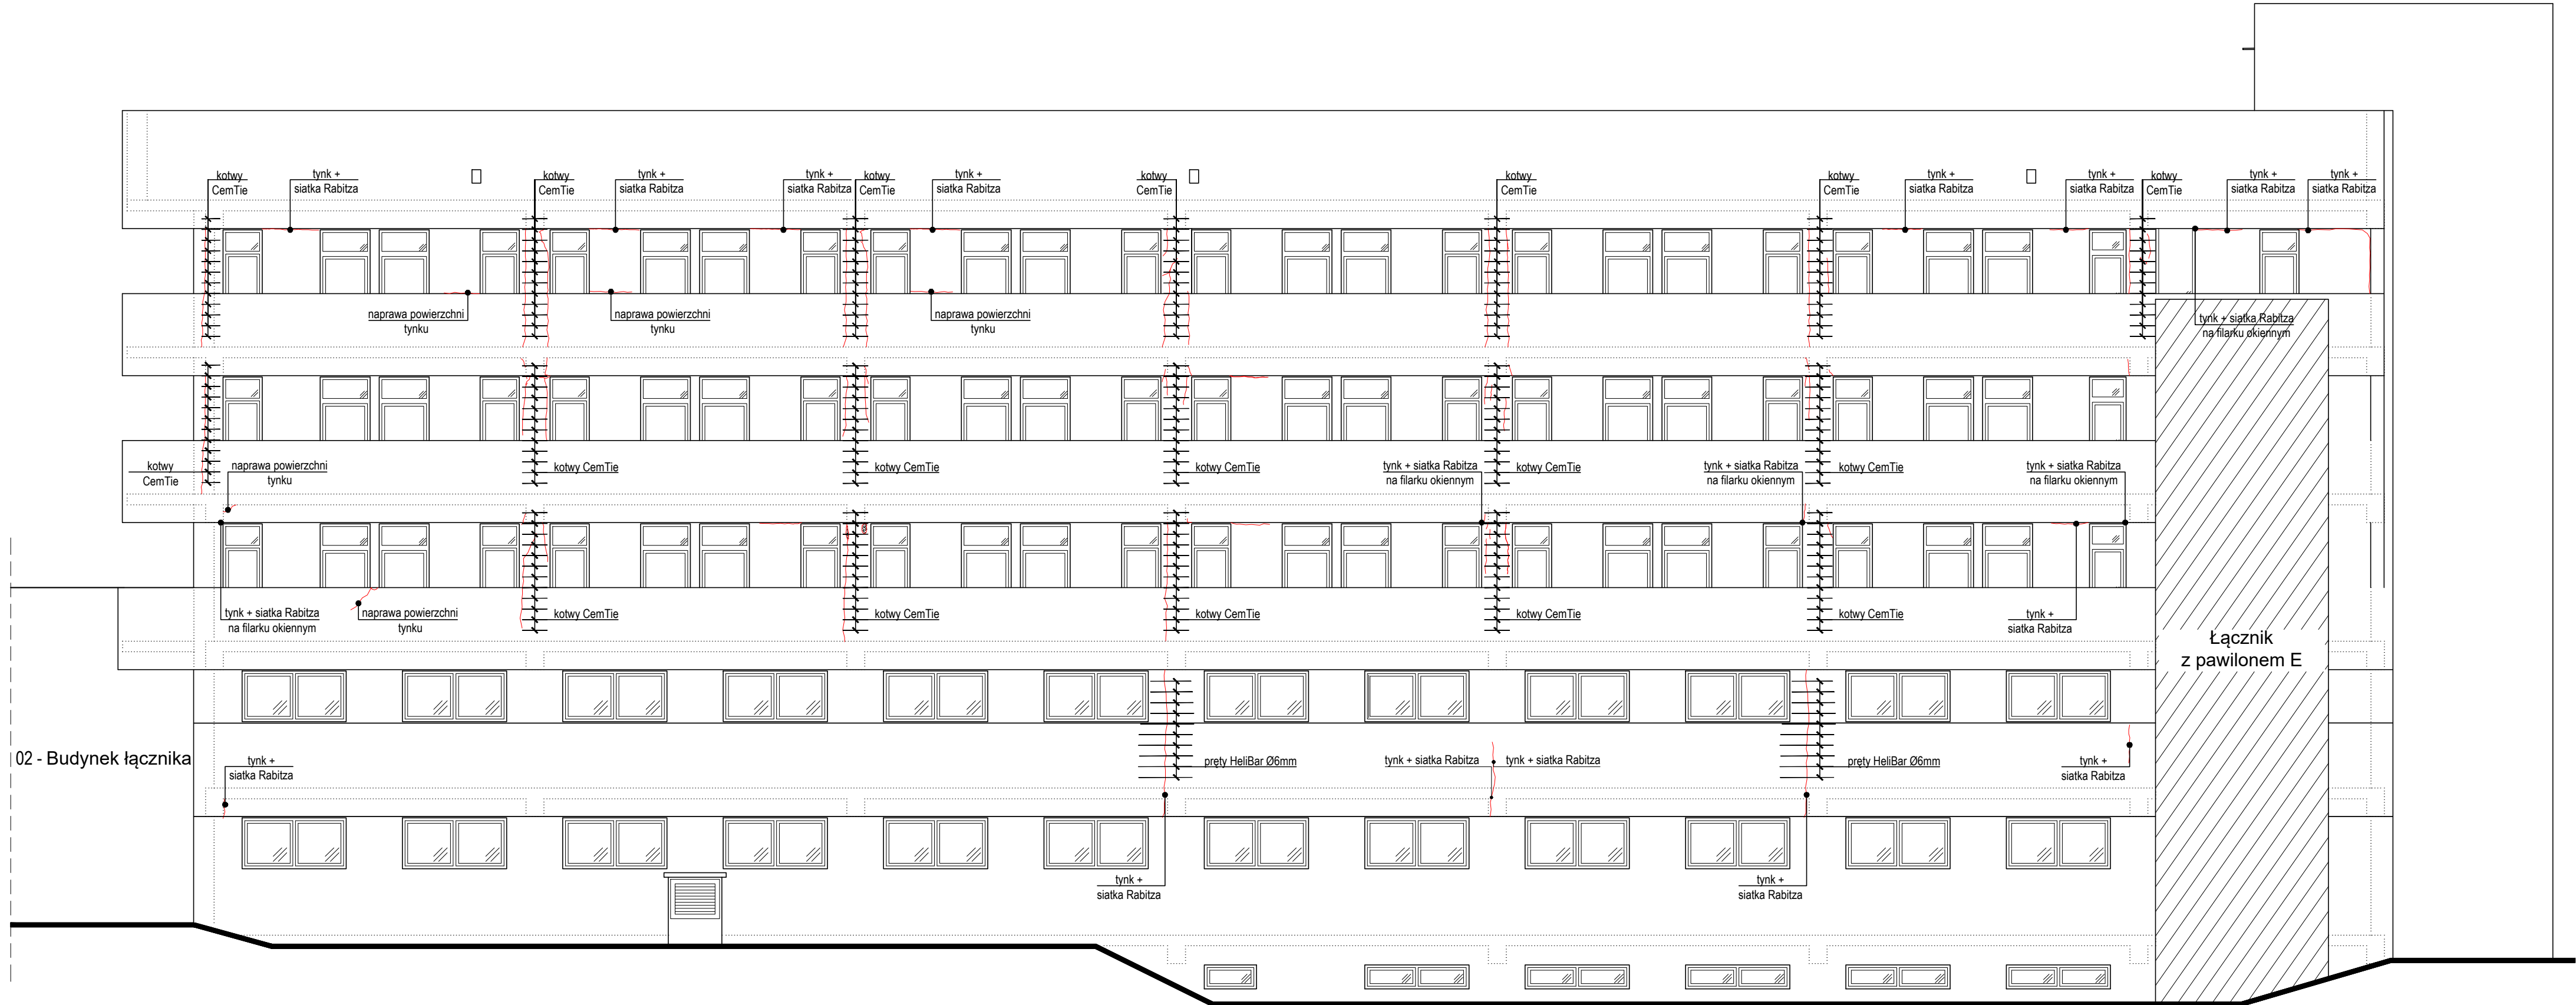 kotwy
CemTie
tynk +
siatka Rabitza
kotwy
CemTie
tynk +
siatka Rabitza
tynk +
siatka Rabitza
kotwy
CemTie
tynk +
siatka Rabitza
kotwy
CemTie
kotwy
CemTie
kotwy
CemTie
tynk +
siatka Rabitza
tynk +
siatka Rabitza
kotwy
CemTie
tynk +
siatka Rabitza
tynk +
siatka Rabitza
naprawa powierzchni
tynku
naprawa powierzchni
tynku
naprawa powierzchni
tynku
tynk + siatka Rabitza
na filarku okiennym
kotwy
CemTie
naprawa powierzchni
tynku
kotwy CemTie
kotwy CemTie
kotwy CemTie
tynk + siatka Rabitza
na filarku okiennym
kotwy CemTie
tynk + siatka Rabitza
na filarku okiennym
kotwy CemTie
tynk + siatka Rabitza
na filarku okiennym
tynk + siatka Rabitza
na filarku okiennym
naprawa powierzchni
tynku
kotwy CemTie
kotwy CemTie
kotwy CemTie
kotwy CemTie
kotwy CemTie
tynk +
siatka Rabitza
Łącznik
z pawilonem E
02 - Budynek łącznika
tynk +
siatka Rabitza
pręty HeliBar Ø6mm
tynk + siatka Rabitza
tynk + siatka Rabitza
pręty HeliBar Ø6mm
tynk +
siatka Rabitza
tynk +
siatka Rabitza
tynk +
siatka Rabitza